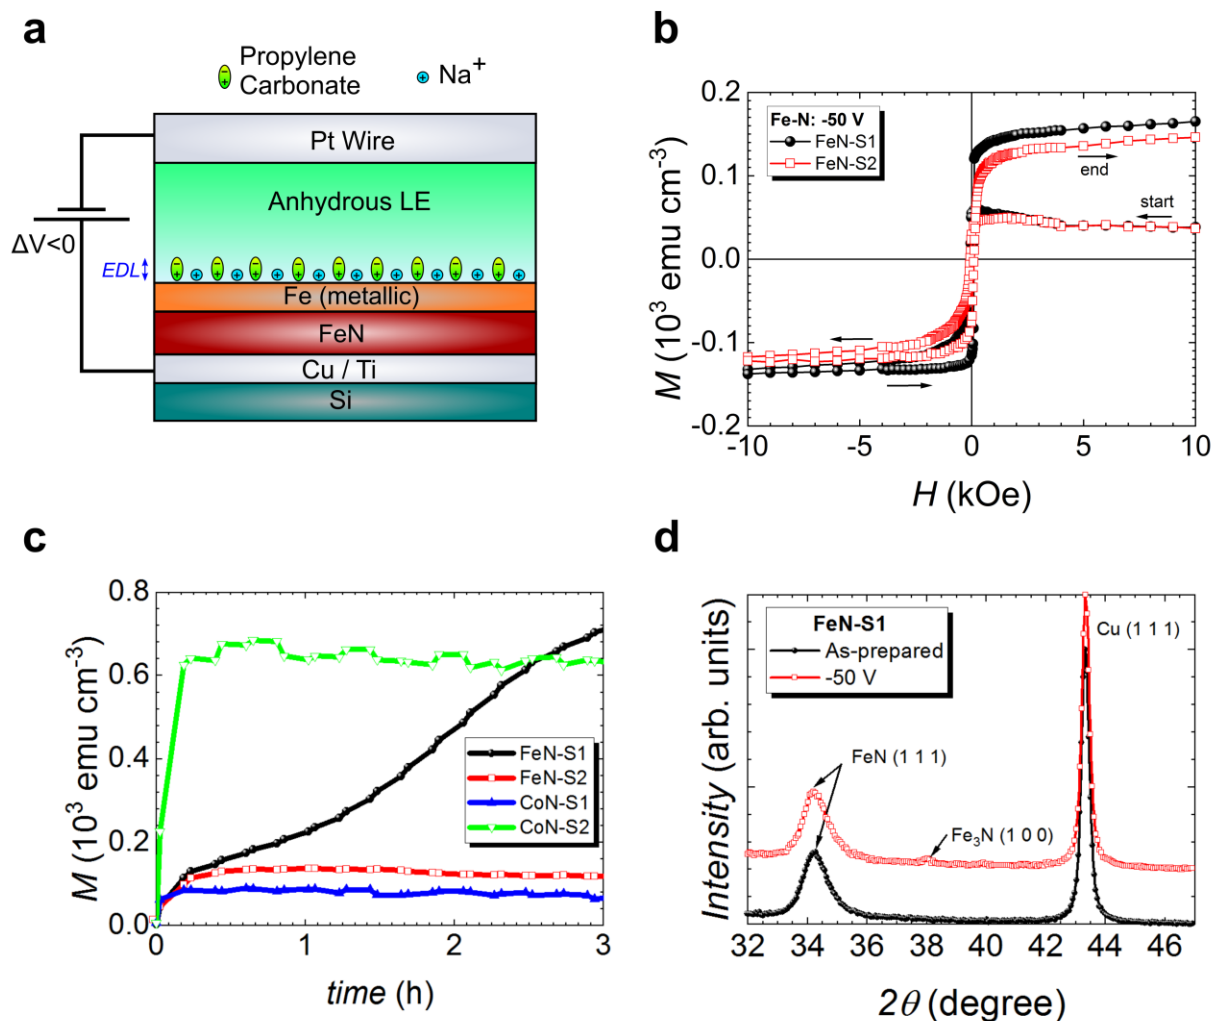 a
Propylene
Carbonate
Na+
Pt Wire
Anhydrous LE
ΔV<0
EDL
Fe (metallic)
FeN
Cu / Ti
Si
b
0.2
0.1
0.0
-0.1
-0.2
M (10³ emu cm⁻³)
Fe-N: -50 V
FeN-S1
FeN-S2
end
start
-10
-5
0
5
10
H (kOe)
c
0.8
0.6
0.4
0.2
0.0
M (10³ emu cm⁻³)
FeN-S1
FeN-S2
CoN-S1
CoN-S2
0
1
2
3
time (h)
d
Intensity (arb. units)
FeN-S1
As-prepared
-50 V
Cu (1 1 1)
FeN (1 1 1)
Fe₃N (1 0 0)
32 34 36 38 40 42 44 46
2θ (degree)